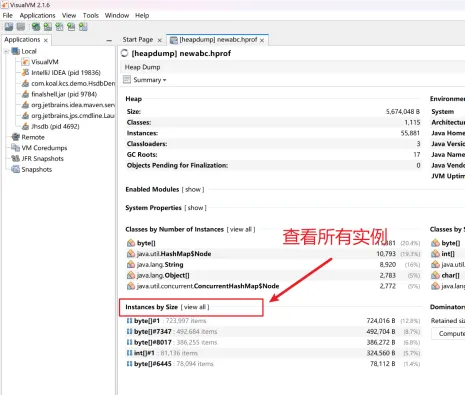 VisualVM 2.1.6
File Applications View Tools Window Help
Applications × Start Page × [heapdump] newabc.hprof ×
Local
VisualVM
IntelliJ IDEA (pid 19836)
com.koal.kcs.demo.HsdbDem
finalshell.jar (pid 9784)
org.jetbrains.idea.maven.serv
org.jetbrains.jps.cmdline.Laun
Jhsdb (pid 4692)
Remote
VM Coredumps
JFR Snapshots
Snapshots
[heapdump] newabc.hprof
Heap Dump
Summary
Heap
Size: 5,674,048 B
Classes: 1,115
Instances: 55,881
Classloaders: 3
GC Roots: 17
Objects Pending for Finalization: 0
Environmen
System
Architectur
Java Home
Java Versio
Java Name
Java Vendo
JVM Uptim
Enabled Modules [ show ]
System Properties [ show ]
查看所有实例
Classes by Number of Instances [ view all ]
byte[] (20.4%)
java.util.HashMap$Node 10,793 (19.3%)
java.lang.String 8,920 (16%)
java.lang.Object[] 2,783 (5%)
java.util.concurrent.ConcurrentHashMap$Node 2,772 (5%)
Classes by S
byte[]
int[]
java.lang
char[]
java.lang
Instances by Size [ view all ]
byte[]#1 : 723,997 items 724,016 B (12.8%)
byte[]#7347 : 492,684 items 492,704 B (8.7%)
byte[]#8017 : 386,255 items 386,272 B (6.8%)
int[]#1 : 81,136 items 324,560 B (5.7%)
byte[]#6445 : 78,094 items 78,112 B (1.4%)
Dominators
Retained siz
Compute